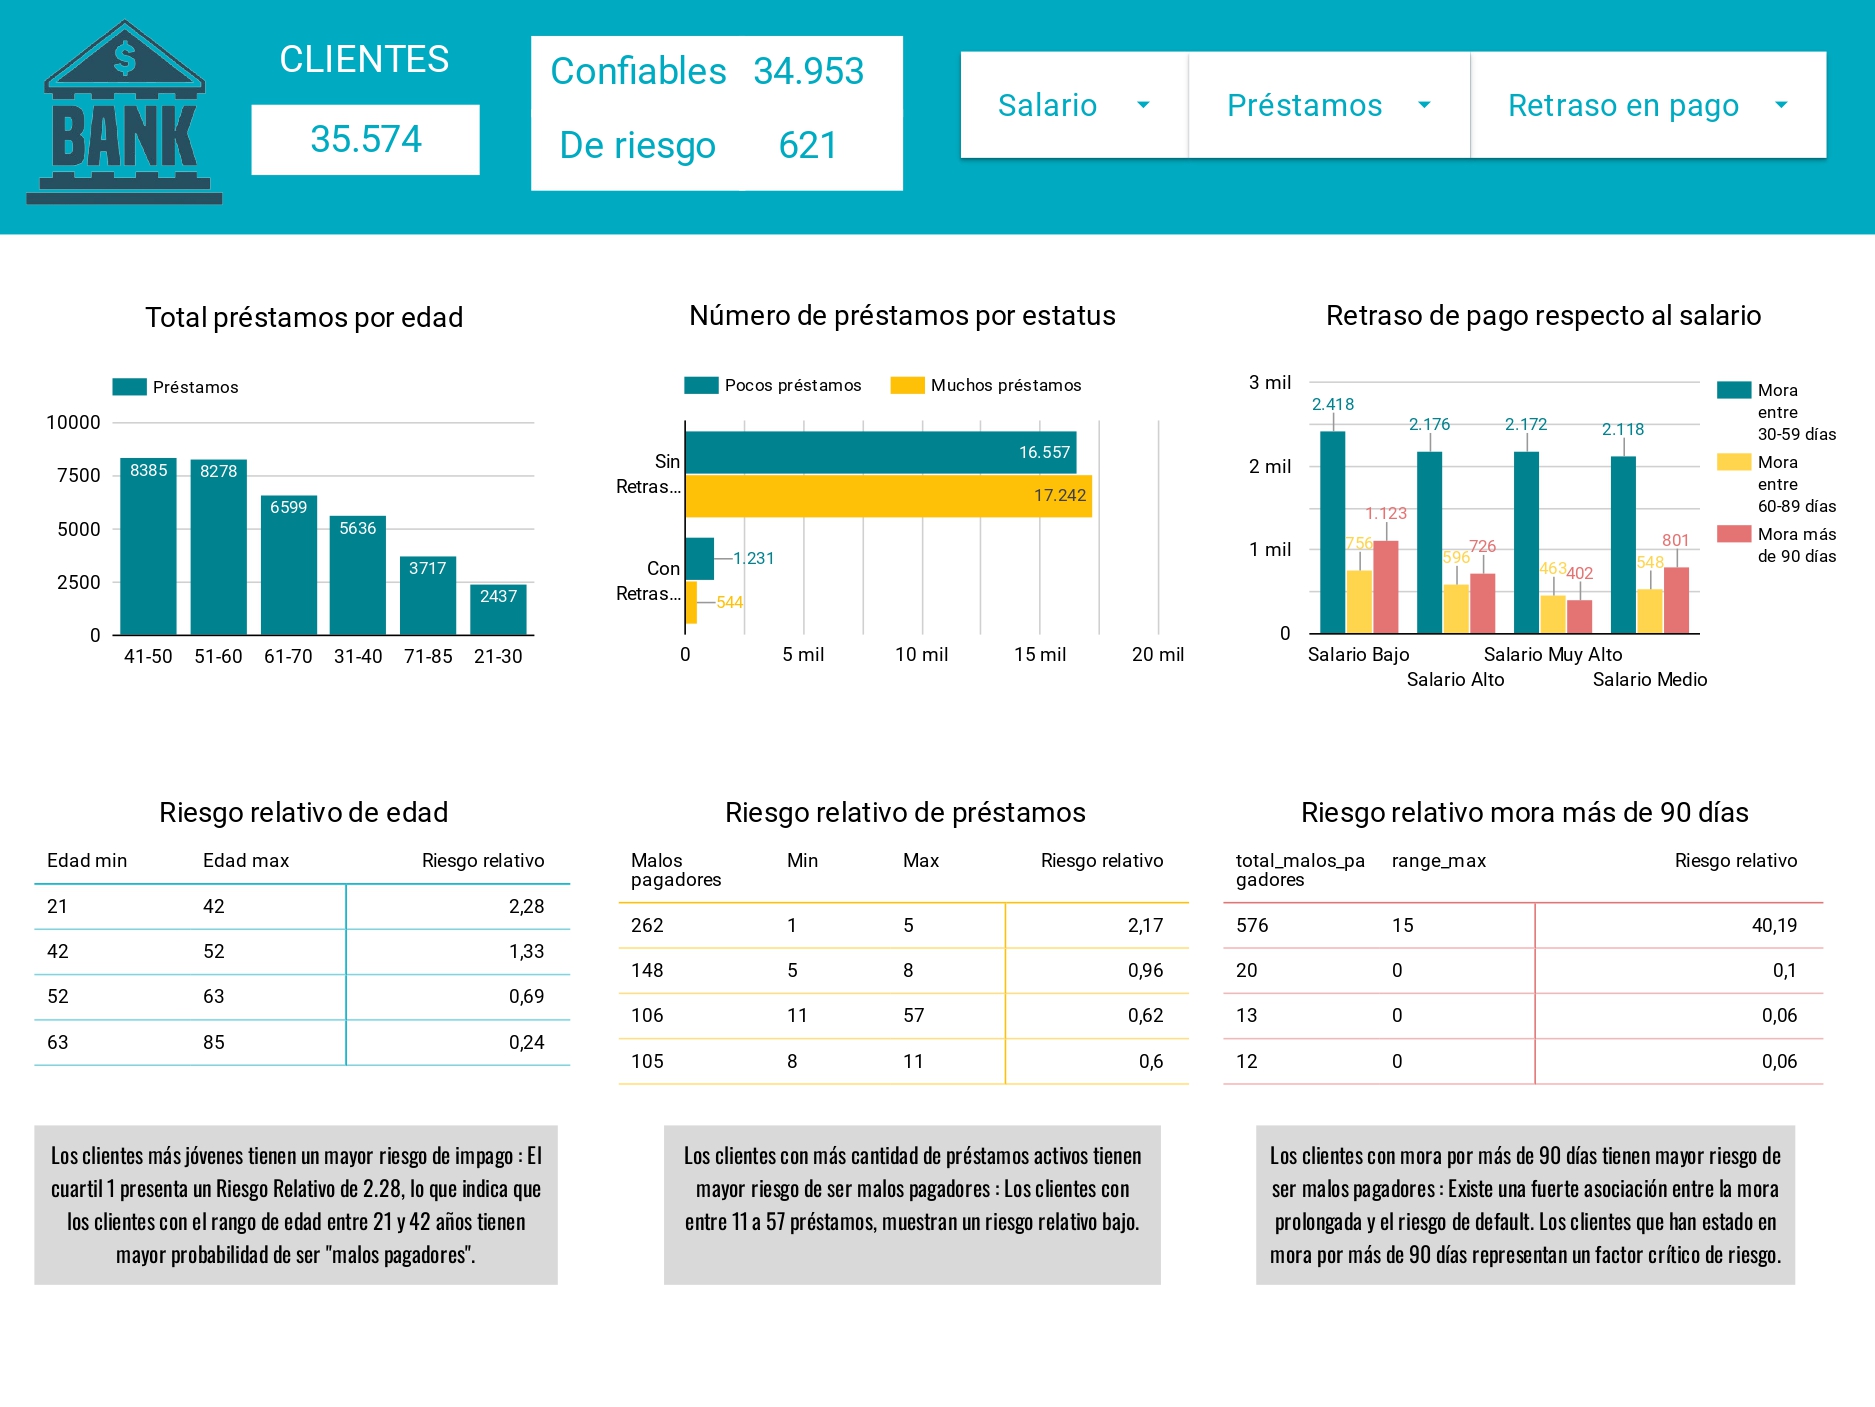 $
BANK
CLIENTES
35.574
Confiables 34.953
De riesgo 621
Salario
Préstamos
Retraso en pago
Total préstamos por edad
Préstamos
10000
7500
5000
2500
0
8385
8278
6599
5636
3717
2437
41-50 51-60 61-70 31-40 71-85 21-30
Número de préstamos por estatus
Pocos préstamos Muchos préstamos
Sin
Retras...
16.557
17.242
Con
Retras...
1.231
544
0 5 mil 10 mil 15 mil 20 mil
Retraso de pago respecto al salario
3 mil
2 mil
1 mil
0
2.418
756
1.123
2.176
596
726
2.172
463
402
2.118
548
801
Salario Bajo
Salario Alto
Salario Muy Alto
Salario Medio
Mora
entre
30-59 días
Mora
entre
60-89 días
Mora más
de 90 días
Riesgo relativo de edad
Edad min Edad max Riesgo relativo
21 42 2,28
42 52 1,33
52 63 0,69
63 85 0,24
Riesgo relativo de préstamos
Malos
pagadores
Min Max Riesgo relativo
262 1 5 2,17
148 5 8 0,96
106 11 57 0,62
105 8 11 0,6
Riesgo relativo mora más de 90 días
total_malos_pa
gadores
range_max Riesgo relativo
576 15 40,19
20 0 0,1
13 0 0,06
12 0 0,06
Los clientes más jóvenes tienen un mayor riesgo de impago : El
cuartil 1 presenta un Riesgo Relativo de 2.28, lo que indica que
los clientes con el rango de edad entre 21 y 42 años tienen
mayor probabilidad de ser "malos pagadores".
Los clientes con más cantidad de préstamos activos tienen
mayor riesgo de ser malos pagadores : Los clientes con
entre 11 a 57 préstamos, muestran un riesgo relativo bajo.
Los clientes con mora por más de 90 días tienen mayor riesgo de
ser malos pagadores : Existe una fuerte asociación entre la mora
prolongada y el riesgo de default. Los clientes que han estado en
mora por más de 90 días representan un factor crítico de riesgo.